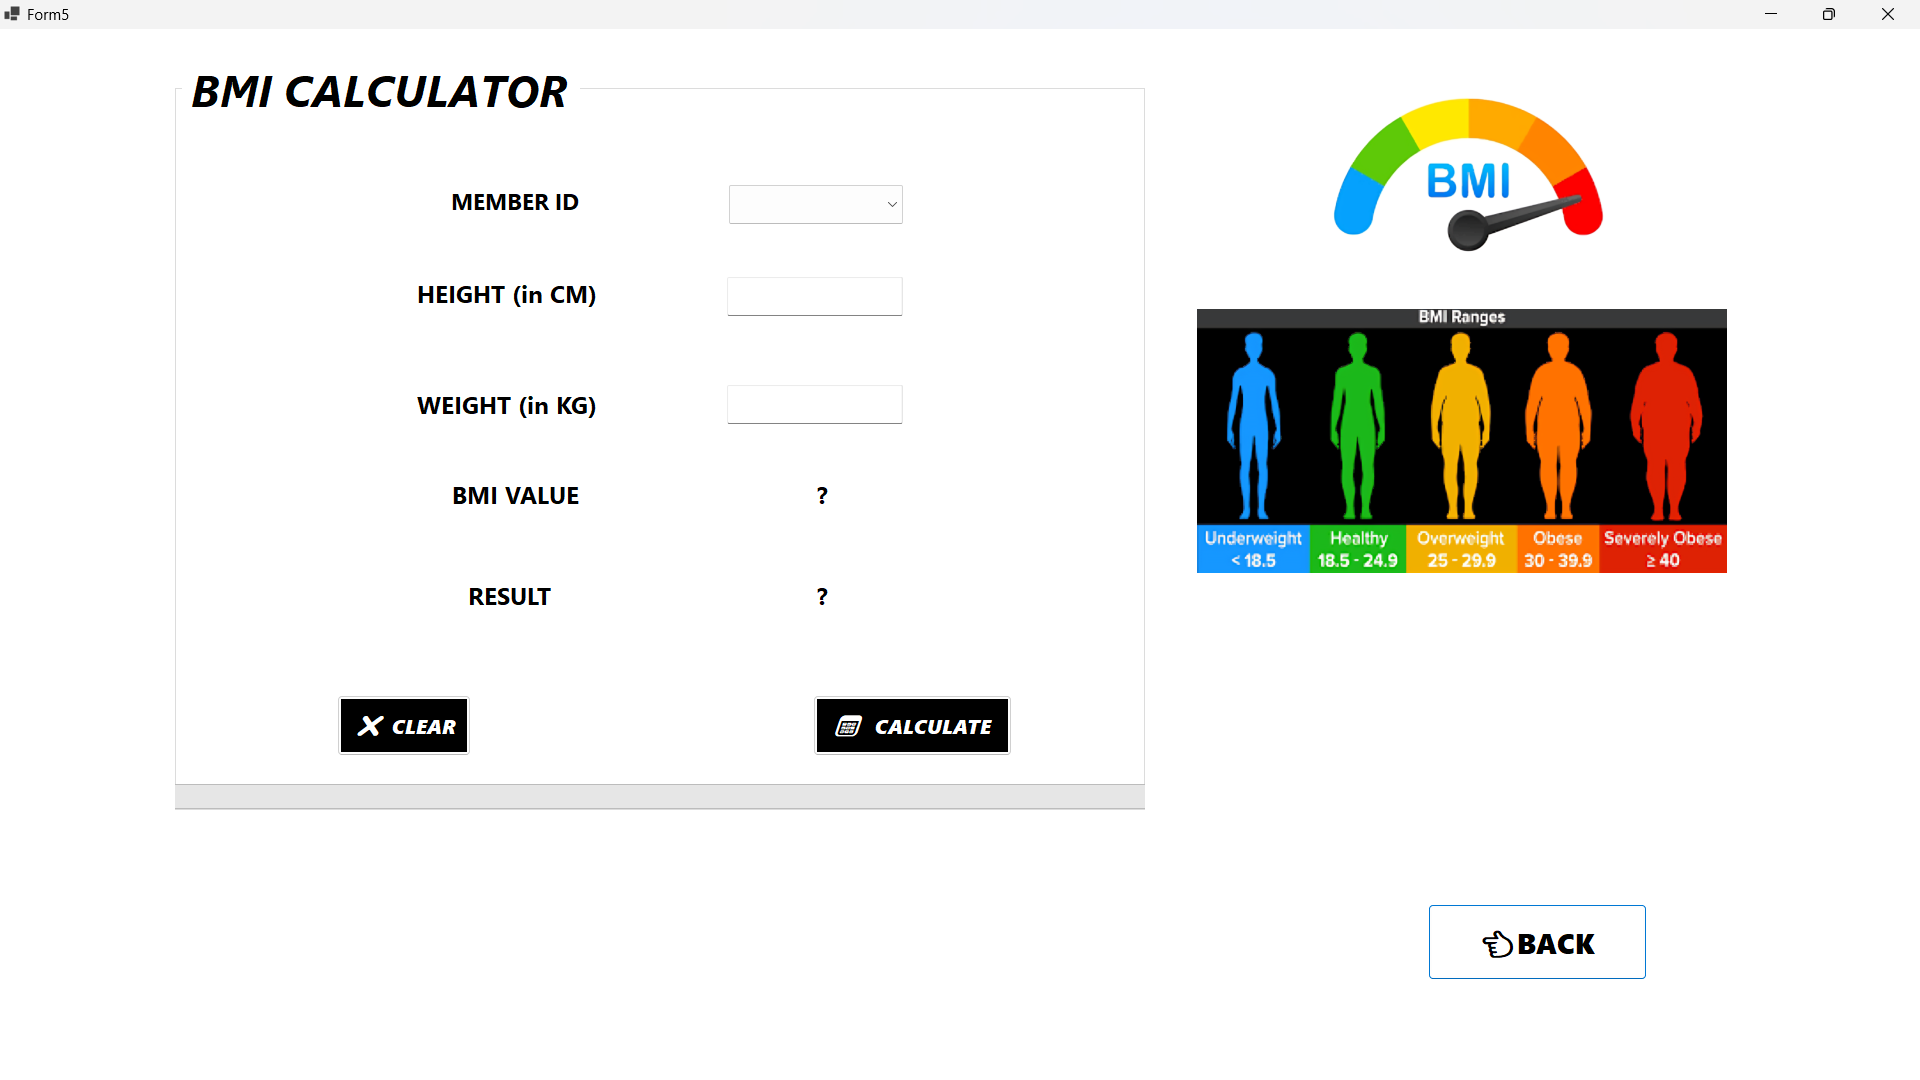 Form5
BMI CALCULATOR
MEMBER ID
HEIGHT (in CM)
WEIGHT (in KG)
BMI VALUE ?
RESULT ?
CLEAR
CALCULATE
BMI
BMI Ranges
Underweight Healthy Overweight Obese Severely Obese
< 18.5 18.5 - 24.9 25 - 29.9 30 - 39.9 ≥ 40
BACK